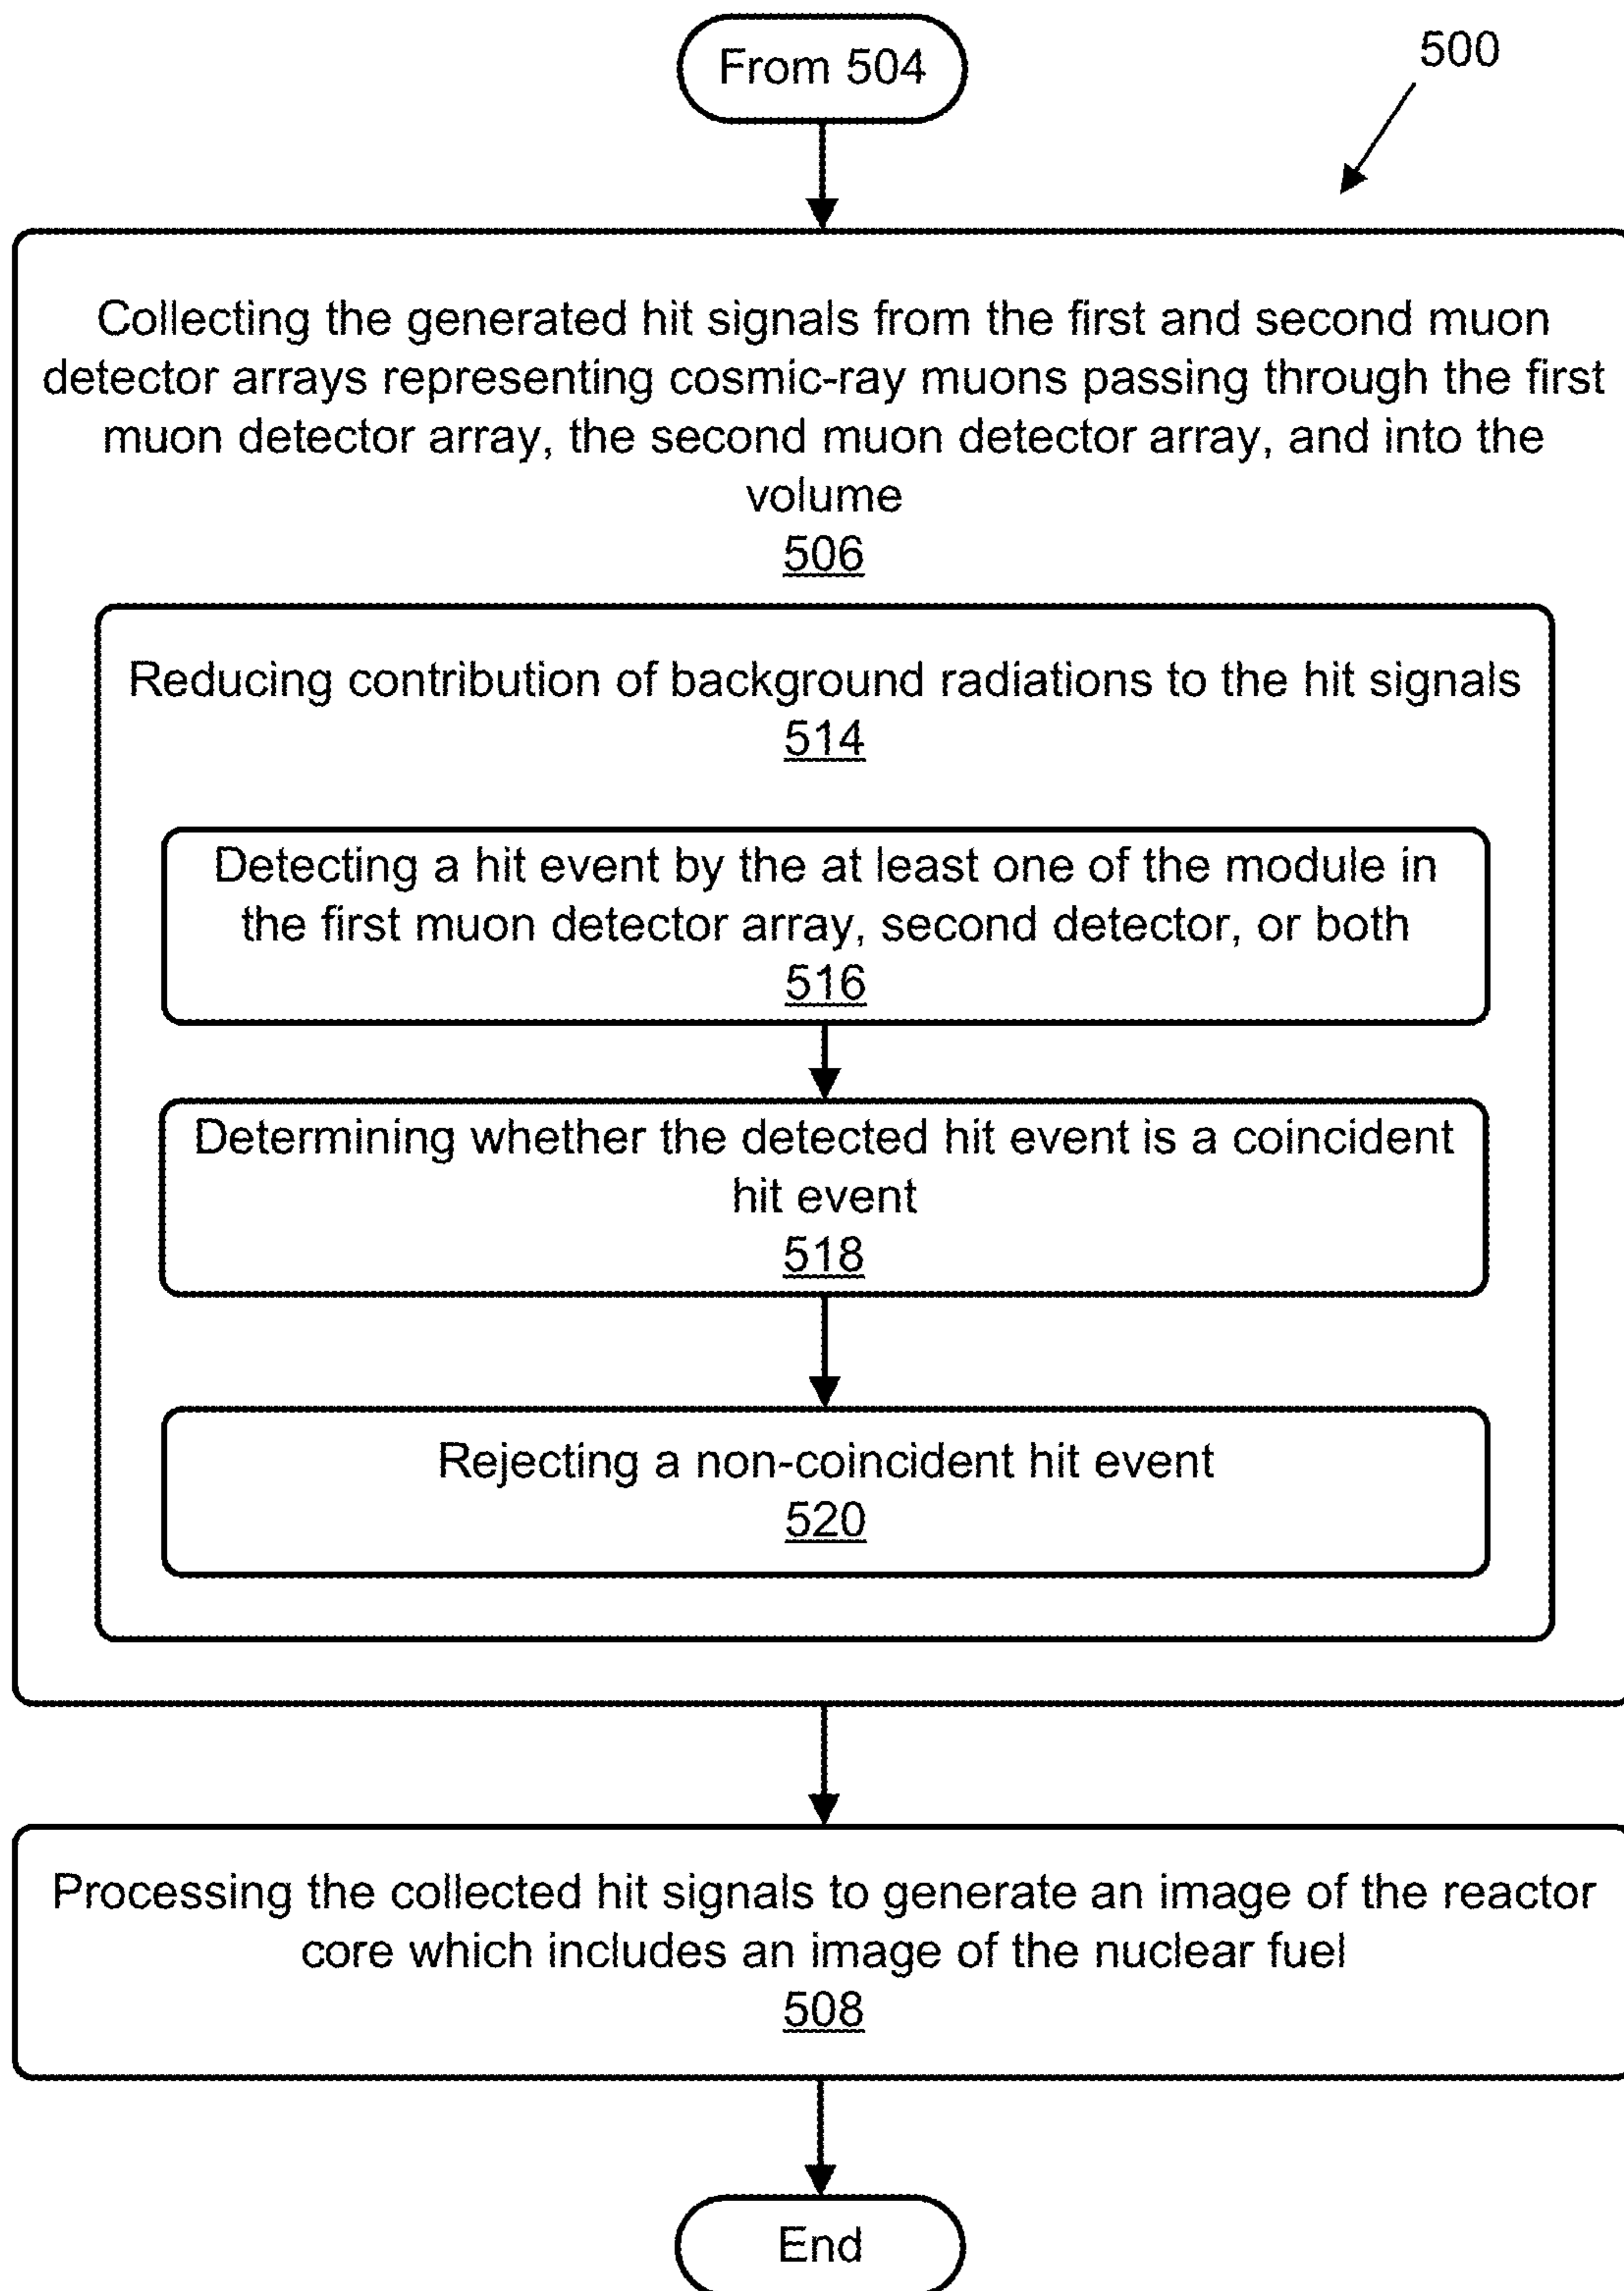 From 504
500
Collecting the generated hit signals from the first and second muon
detector arrays representing cosmic-ray muons passing through the first
muon detector array, the second muon detector array, and into the
volume
506
Reducing contribution of background radiations to the hit signals
514
Detecting a hit event by the at least one of the module in
the first muon detector array, second detector, or both
516
Determining whether the detected hit event is a coincident
hit event
518
Rejecting a non-coincident hit event
520
Processing the collected hit signals to generate an image of the reactor
core which includes an image of the nuclear fuel
508
End